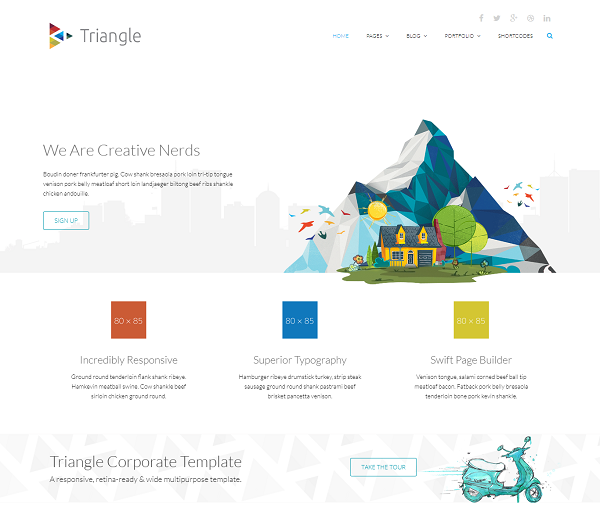 Triangle
HOME PAGES BLOG PORTFOLIO SHORTCODES
We Are Creative Nerds
Boudin doner frankfurter pig. Cow shank bresaola pork loin tri-tip tongue
venison pork belly meatloaf short loin landjaeger biltong beef ribs shankle
chicken andouille.
SIGN UP
80 × 85
80 × 85
80 × 85
Incredibly Responsive
Superior Typography
Swift Page Builder
Ground round tenderloin flank shank ribeye.
Hamkevin meatball swine. Cow shankle beef
sirloin chicken ground round.
Hamburger ribeye drumstick turkey, strip steak
sausage ground round shank pastrami beef
brisket pancetta venison.
Venison tongue, salami corned beef ball tip
meatloaf bacon. Fatback pork belly bresaola
tenderloin bone pork kevin shankle.
Triangle Corporate Template
A responsive, retina-ready & wide multipurpose template.
TAKE THE TOUR